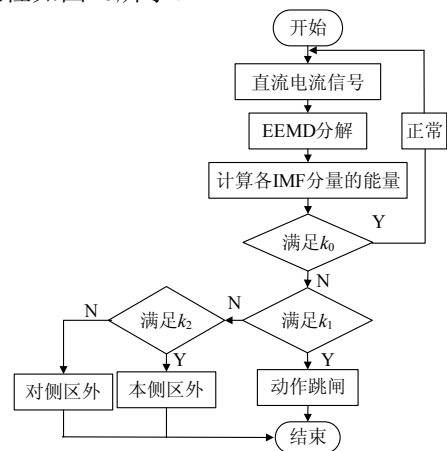 开始
直流电流信号
EEMD分解
正常
计算各IMF分量的能量
Y
满足k0
N
N
N
满足k2
满足k1
Y
Y
对侧区外
本侧区外
动作跳闸
结束